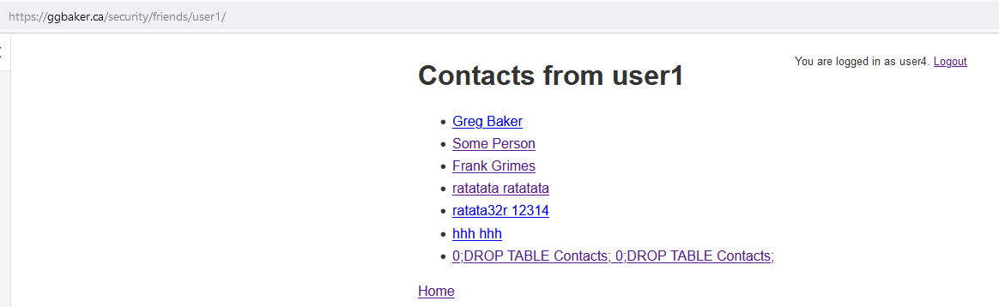 https://ggbaker.ca/security/friends/user1/
You are logged in as user4. Logout
Contacts from user1
Greg Baker
Some Person
Frank Grimes
ratatata ratatata
ratata32r 12314
hhh hhh
0;DROP TABLE Contacts; 0;DROP TABLE Contacts;
Home